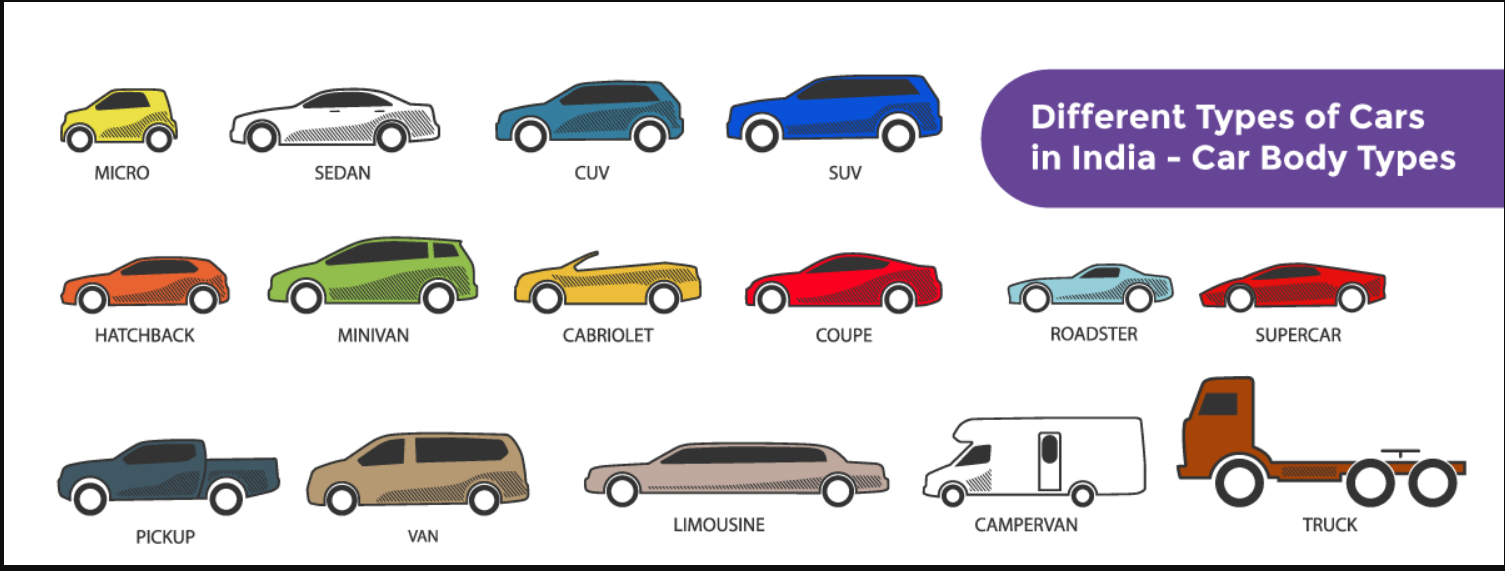 Different Types of Cars
in India - Car Body Types
MICRO
SEDAN
CUV
SUV
HATCHBACK
MINIVAN
CABRIOLET
COUPE
ROADSTER
SUPERCAR
PICKUP
VAN
LIMOUSINE
CAMPERVAN
TRUCK